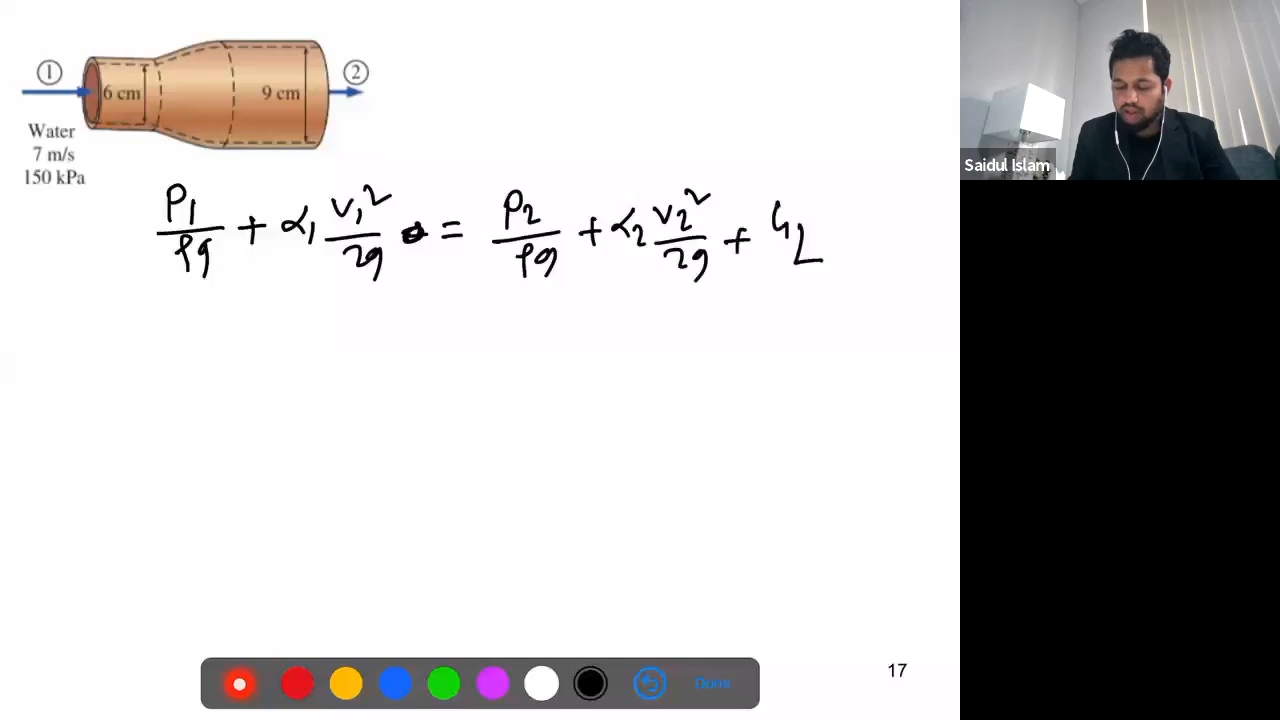 ① ②
6 cm 9 cm
Water
7 m/s
150 kPa
P₁/ρg + α₁ V₁²/2g = P₂/ρg + α₂ V₂²/2g + h_L
Saidul Islam
Done
17